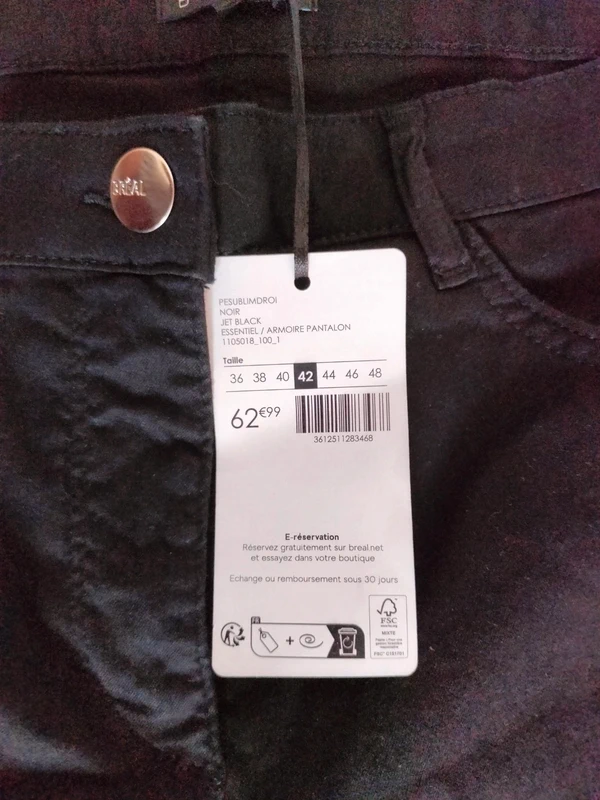 BRÉAL
PESUBLIMDROI
NOIR
JET BLACK
ESSENTIEL / ARMOIRE PANTALON
1105018_100_1
Taille
36 38 40 42 44 46 48
62€99
3612511283468
E-réservation
Réservez gratuitement sur breal.net
et essayez dans votre boutique
Echange ou remboursement sous 30 jours
FR
+
FSC
MIXTE